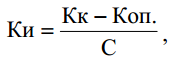 Ки = (Кк – Коп.) / С ,